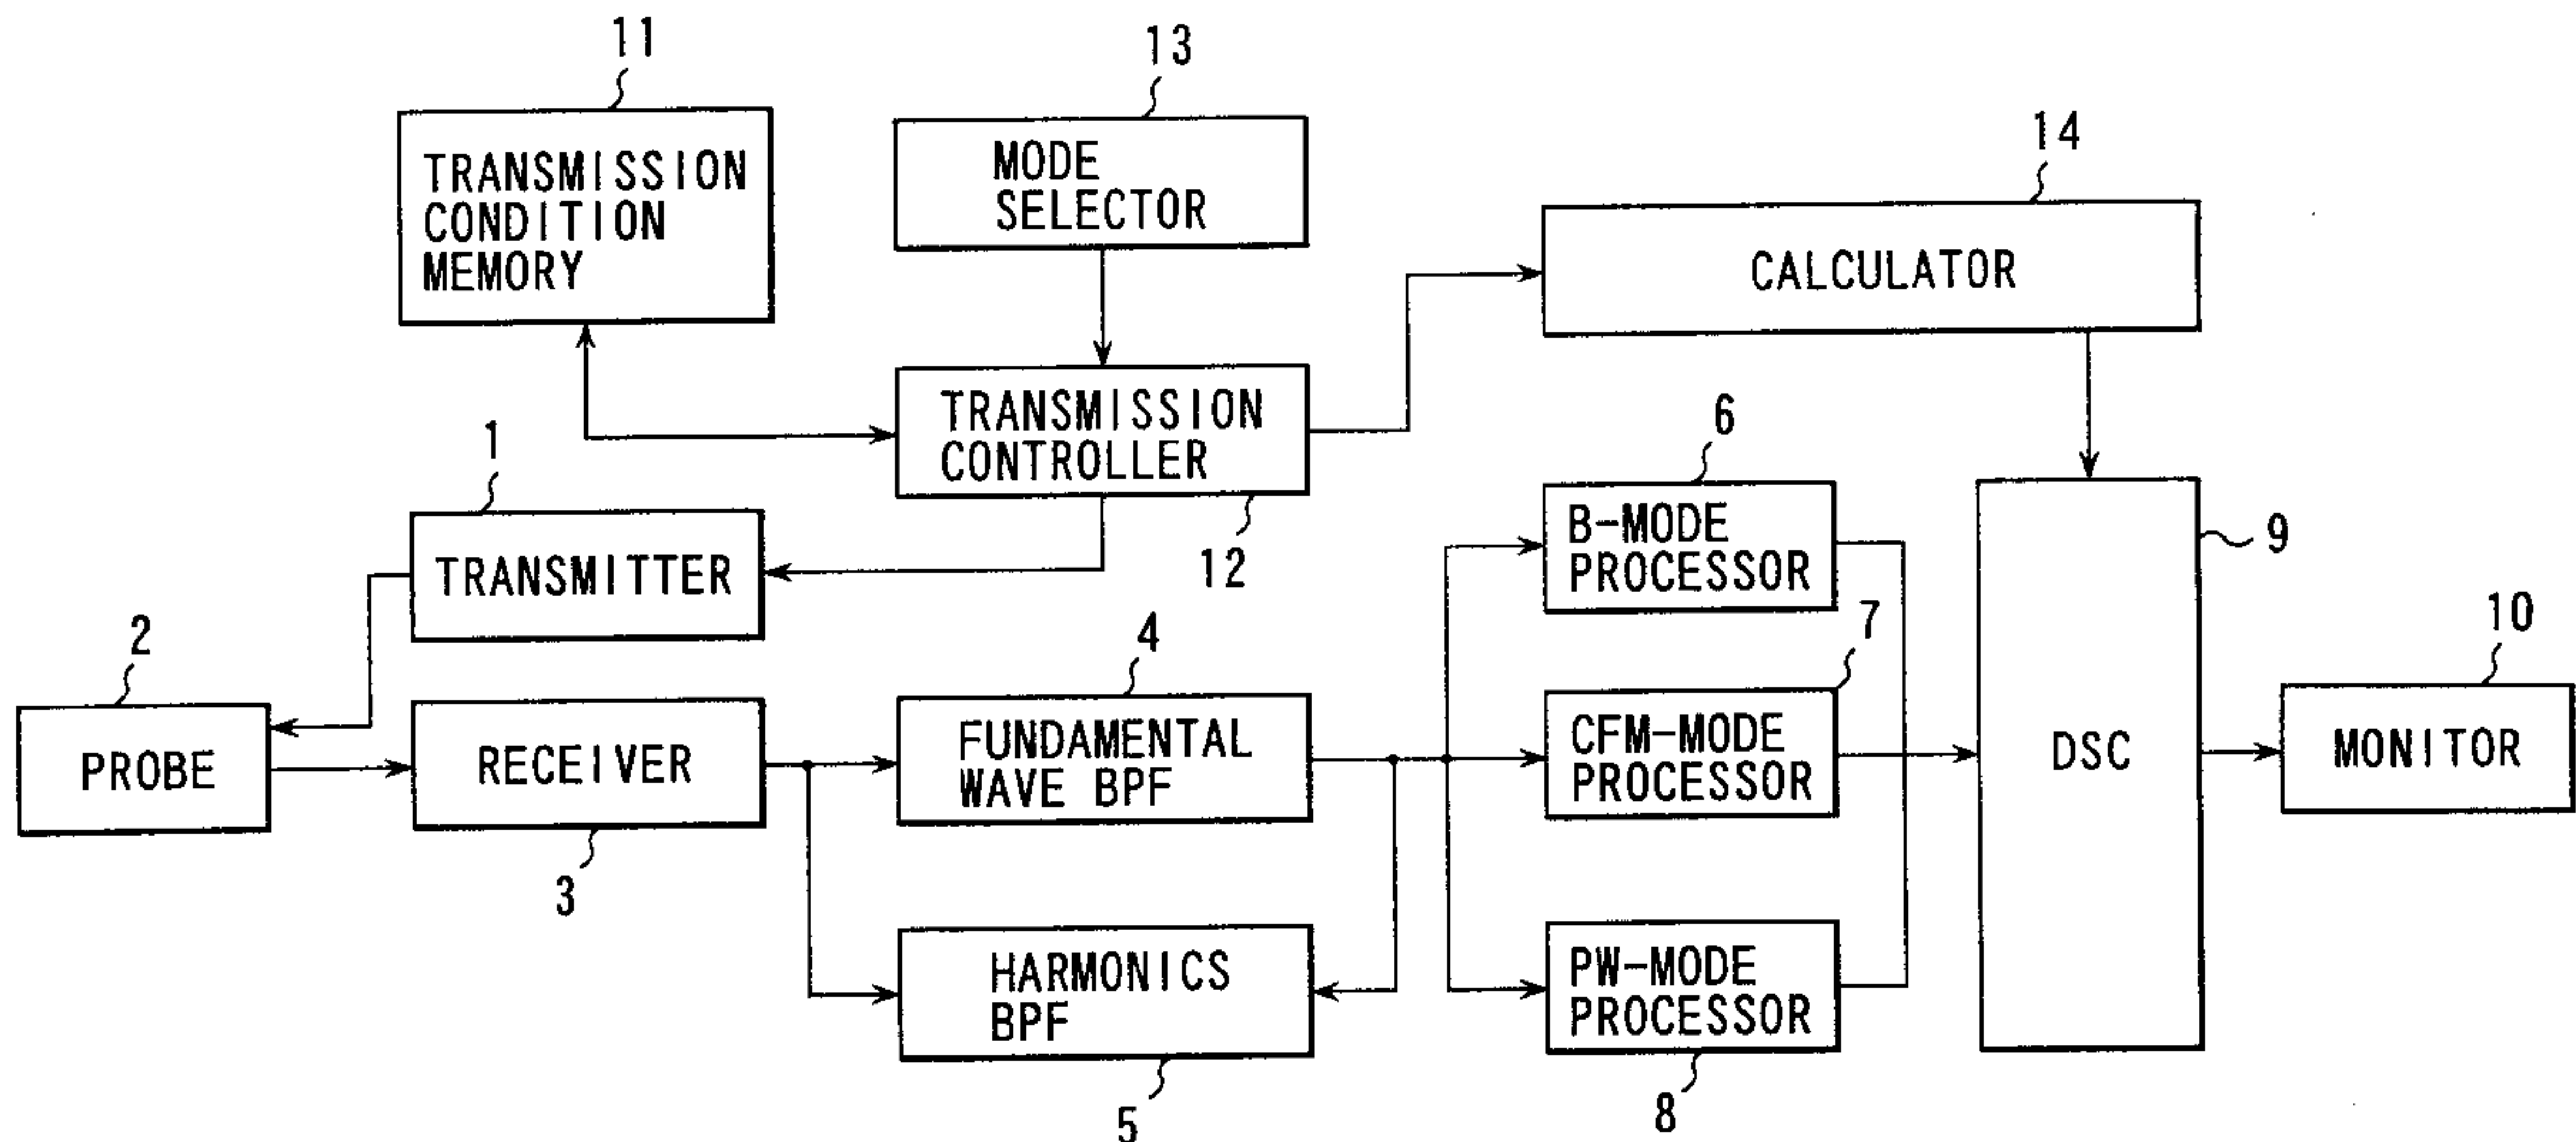 11
TRANSMISSION
CONDITION
MEMORY
13
MODE
SELECTOR
14
CALCULATOR
TRANSMISSION
CONTROLLER
12
1
TRANSMITTER
2
PROBE
RECEIVER
3
4
FUNDAMENTAL
WAVE BPF
HARMONICS
BPF
5
6
B-MODE
PROCESSOR
7
CFM-MODE
PROCESSOR
PW-MODE
PROCESSOR
8
9
DSC
10
MONITOR